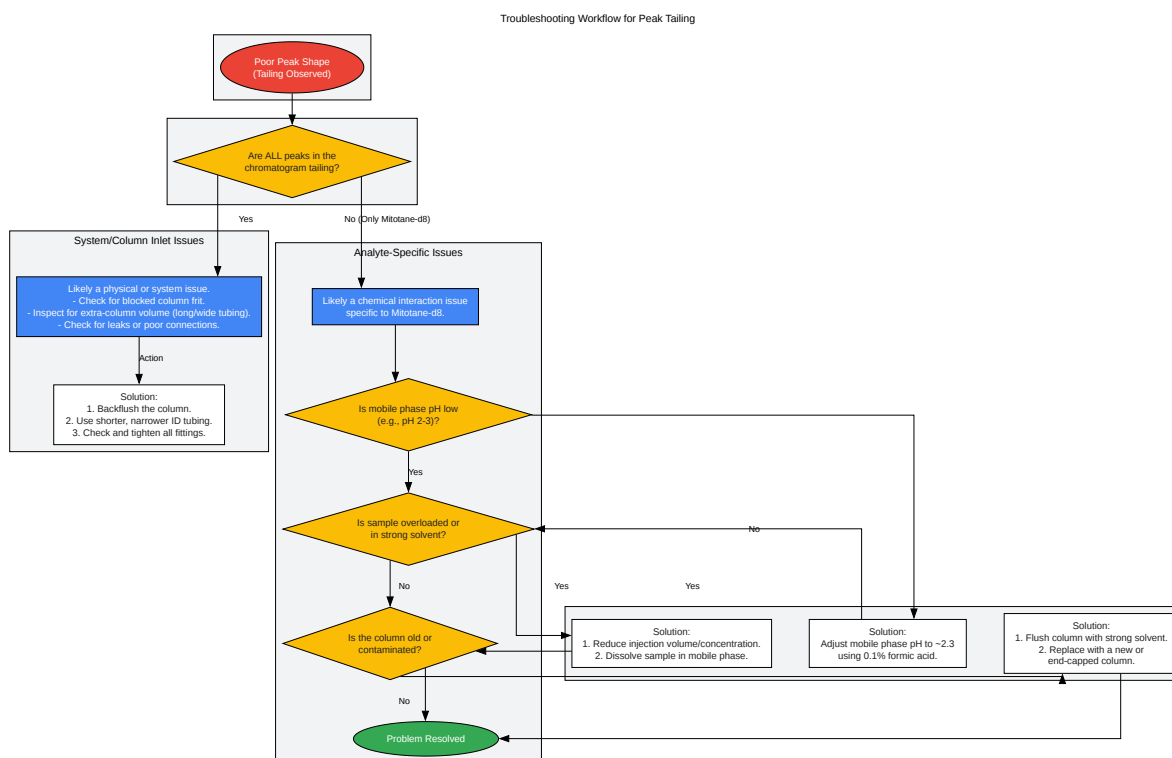 Troubleshooting Workflow for Peak Tailing
Poor Peak Shape
(Tailing Observed)
Are ALL peaks in the
chromatogram tailing?
Yes
No (Only Mitotane-d8)
System/Column Inlet Issues
Likely a physical or system issue.
- Check for blocked column frit.
- Inspect for extra-column volume (long/wide tubing).
- Check for leaks or poor connections.
Action
Solution:
1. Backflush the column.
2. Use shorter, narrower ID tubing.
3. Check and tighten all fittings.
Analyte-Specific Issues
Likely a chemical interaction issue
specific to Mitotane-d8.
Is mobile phase pH low
(e.g., pH 2-3)?
Yes
Is sample overloaded or
in strong solvent?
No
No
Yes
Yes
Is the column old or
contaminated?
Solution:
1. Reduce injection volume/concentration.
2. Dissolve sample in mobile phase.
Solution:
Adjust mobile phase pH to ~2.3
using 0.1% formic acid.
Solution:
1. Flush column with strong solvent.
2. Replace with a new or
end-capped column.
No
Problem Resolved